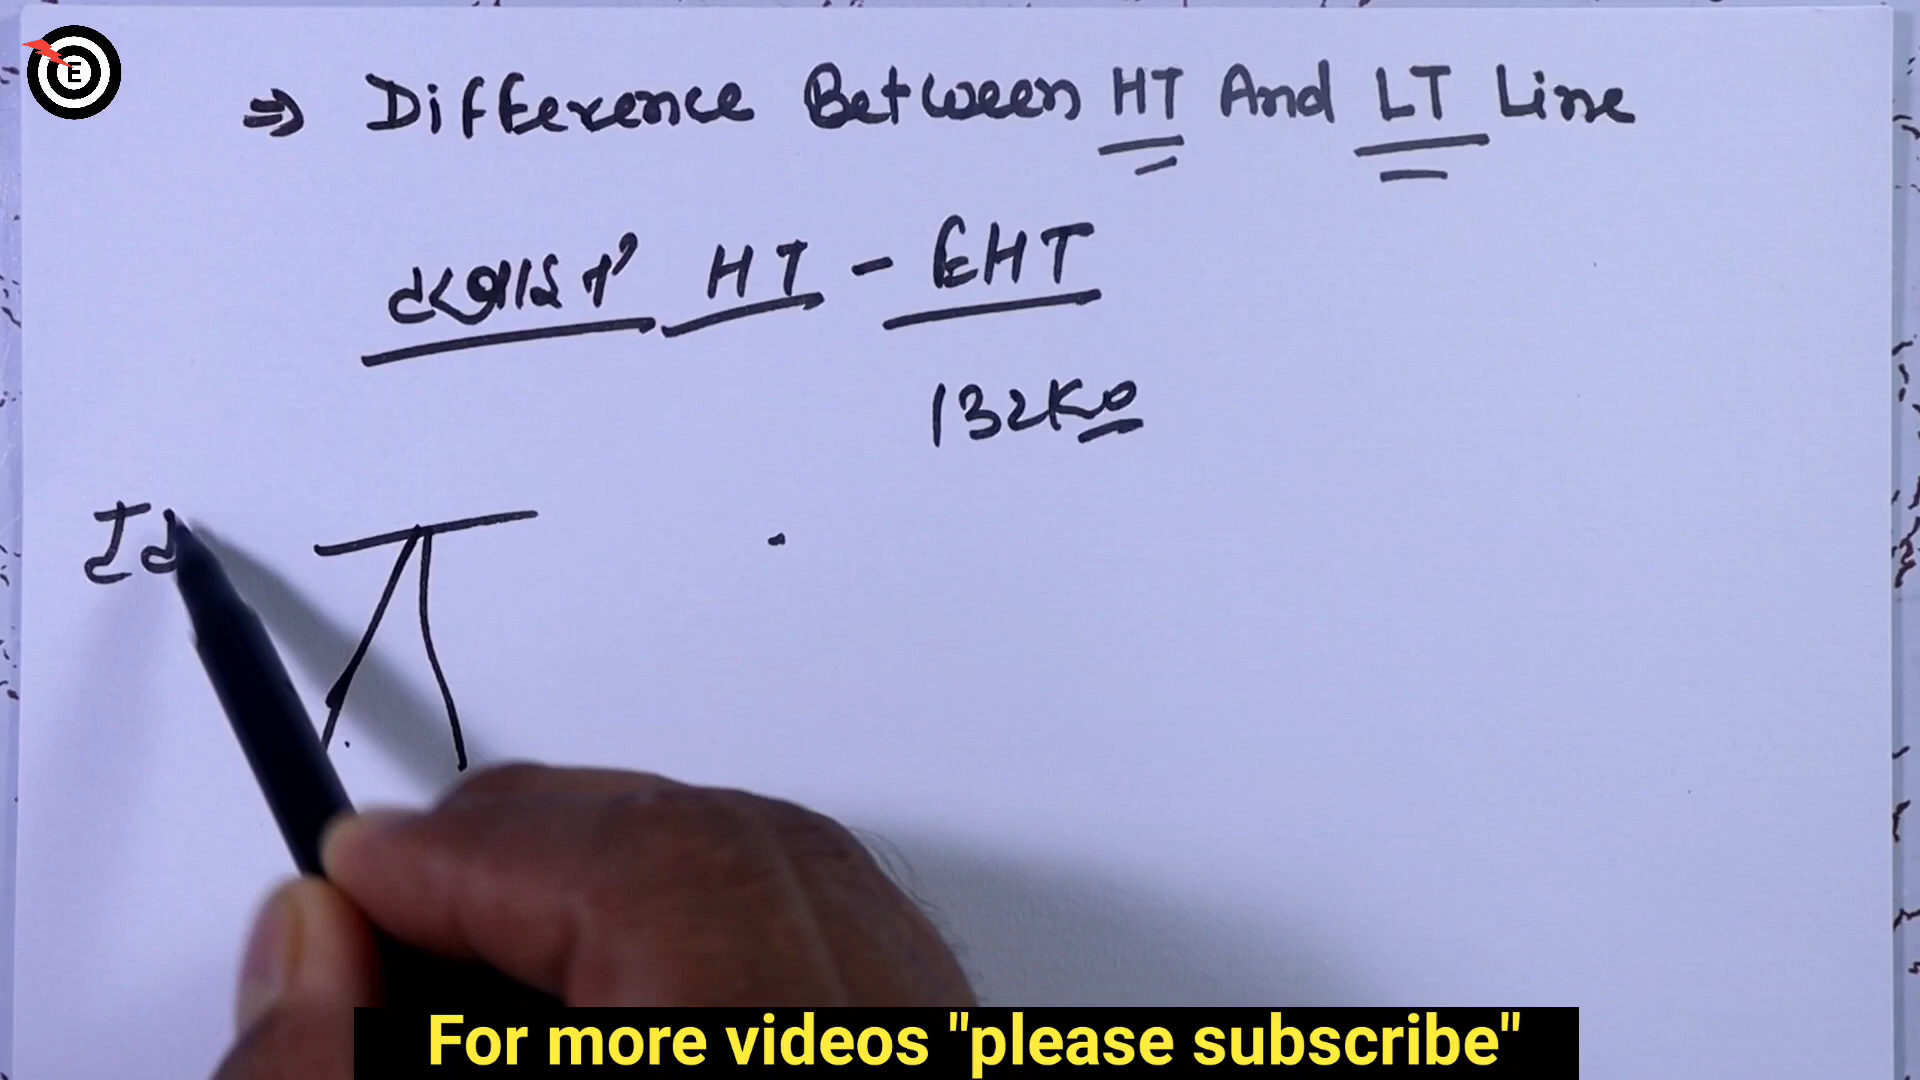 ⇒ Difference Between HT And LT Line
HT - EHT
132KV
For more videos "please subscribe"
E